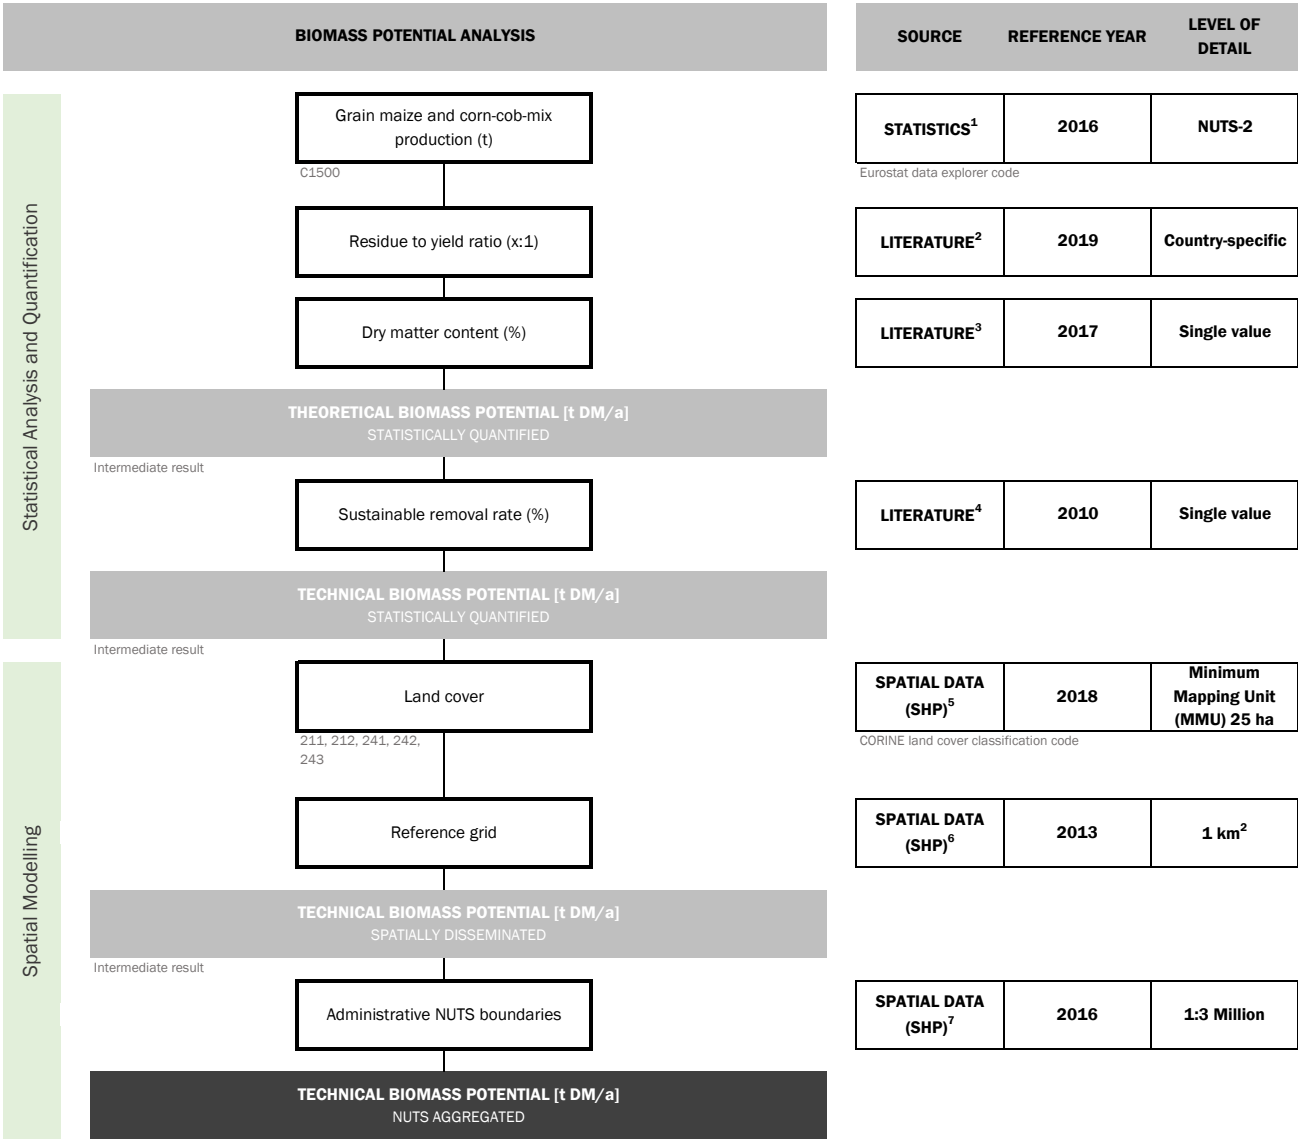 BIOMASS POTENTIAL ANALYSIS
SOURCE
REFERENCE YEAR
LEVEL OF
DETAIL
Statistical Analysis and Quantification
Grain maize and corn-cob-mix
production (t)
C1500
STATISTICS¹
2016
NUTS-2
Eurostat data explorer code
Residue to yield ratio (x:1)
LITERATURE²
2019
Country-specific
Dry matter content (%)
LITERATURE³
2017
Single value
THEORETICAL BIOMASS POTENTIAL [t DM/a]
STATISTICALLY QUANTIFIED
Intermediate result
Sustainable removal rate (%)
LITERATURE⁴
2010
Single value
TECHNICAL BIOMASS POTENTIAL [t DM/a]
STATISTICALLY QUANTIFIED
Intermediate result
Spatial Modelling
Land cover
211, 212, 241, 242,
243
SPATIAL DATA
(SHP)⁵
2018
Minimum
Mapping Unit
(MMU) 25 ha
CORINE land cover classification code
Reference grid
SPATIAL DATA
(SHP)⁶
2013
1 km²
TECHNICAL BIOMASS POTENTIAL [t DM/a]
SPATIALLY DISSEMINATED
Intermediate result
Administrative NUTS boundaries
SPATIAL DATA
(SHP)⁷
2016
1:3 Million
TECHNICAL BIOMASS POTENTIAL [t DM/a]
NUTS AGGREGATED